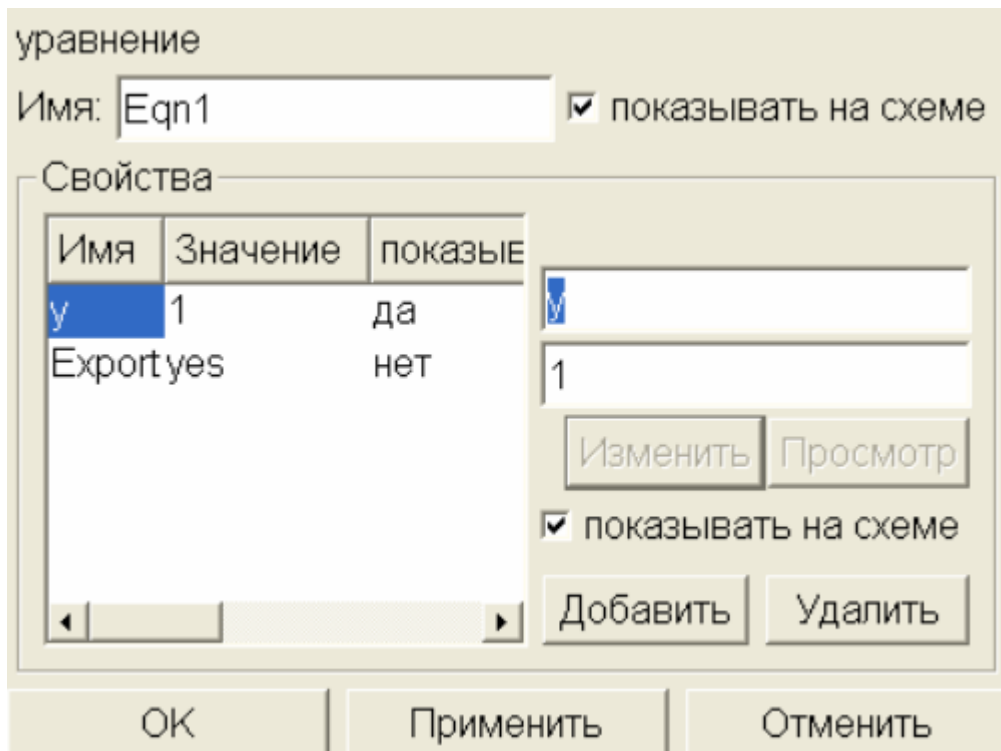 уравнение
Имя: Eqn1 показывать на схеме
Свойства
Имя Значение показыв
y 1 да
Export yes нет
y
1
Изменить Просмотр
показывать на схеме
Добавить Удалить
OK Применить Отменить